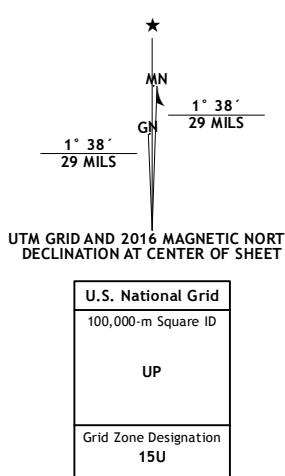 MN
1° 38´
29 MILS
GN
1° 38´
29 MILS
UTM GRID AND 2016 MAGNETIC NORT
DECLINATION AT CENTER OF SHEET
U.S. National Grid
100,000-m Square ID
UP
Grid Zone Designation
15U